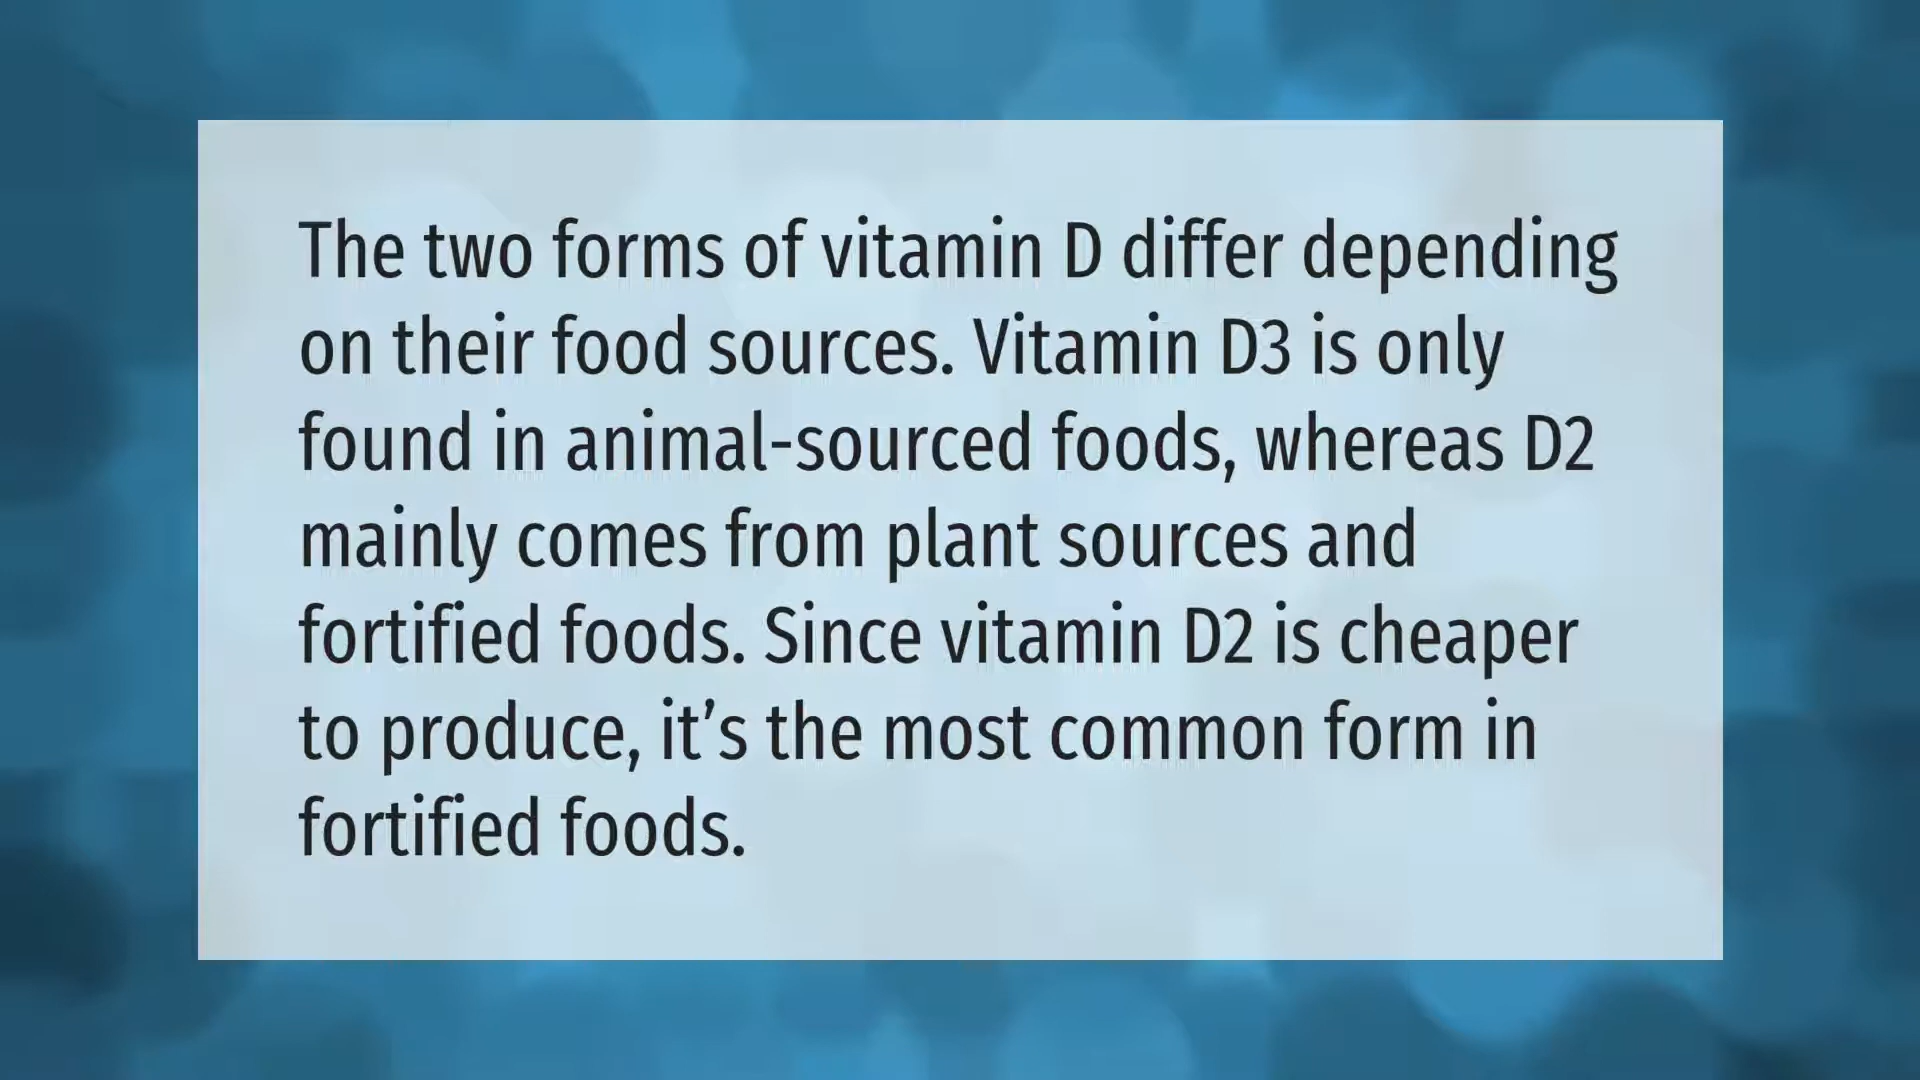 The two forms of vitamin D differ depending
on their food sources. Vitamin D3 is only
found in animal-sourced foods, whereas D2
mainly comes from plant sources and
fortified foods. Since vitamin D2 is cheaper
to produce, it’s the most common form in
fortified foods.